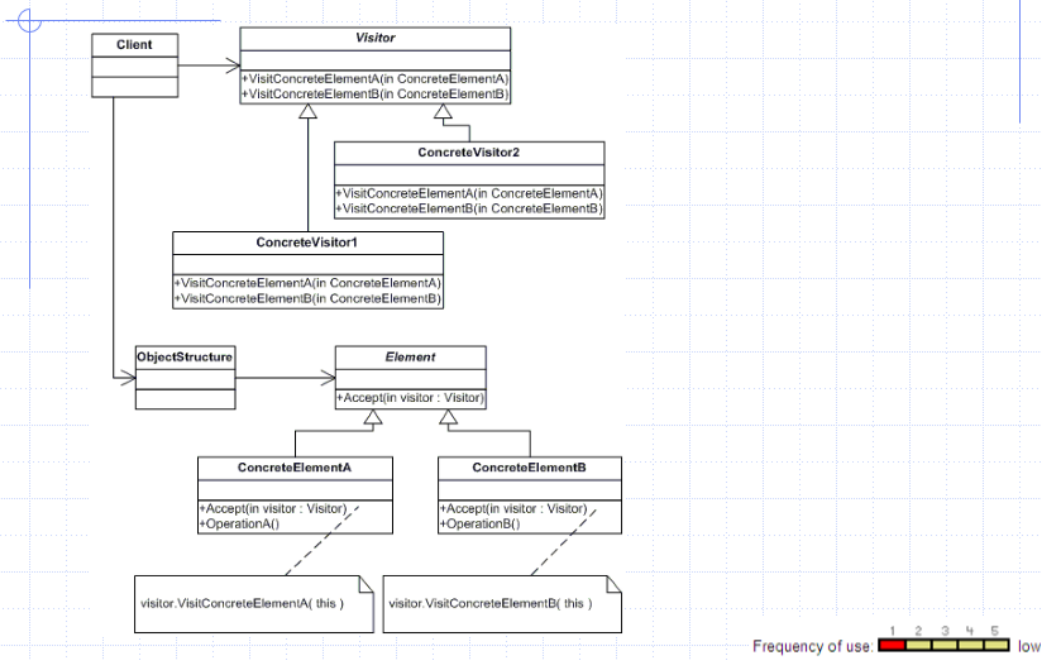 Client
Visitor
+VisitConcreteElementA(in ConcreteElementA)
+VisitConcreteElementB(in ConcreteElementB)
ConcreteVisitor2
+VisitConcreteElementA(in ConcreteElementA)
+VisitConcreteElementB(in ConcreteElementB)
ConcreteVisitor1
+VisitConcreteElementA(in ConcreteElementA)
+VisitConcreteElementB(in ConcreteElementB)
ObjectStructure
Element
+Accept(in visitor : Visitor)
ConcreteElementA
+Accept(in visitor : Visitor)
+OperationA()
ConcreteElementB
+Accept(in visitor : Visitor)
+OperationB()
visitor.VisitConcreteElementA( this )
visitor.VisitConcreteElementB( this )
1 2 3 4 5
Frequency of use: low